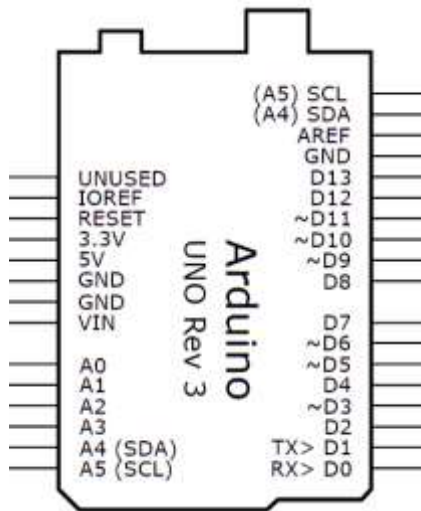 (A5) SCL
(A4) SDA
AREF
GND
D13
D12
~D11
~D10
~D9
D8
D7
~D6
~D5
D4
~D3
D2
TX> D1
RX> D0
UNUSED
IOREF
RESET
3.3V
5V
GND
GND
VIN
A0
A1
A2
A3
A4 (SDA)
A5 (SCL)
Arduino
UNO Rev 3